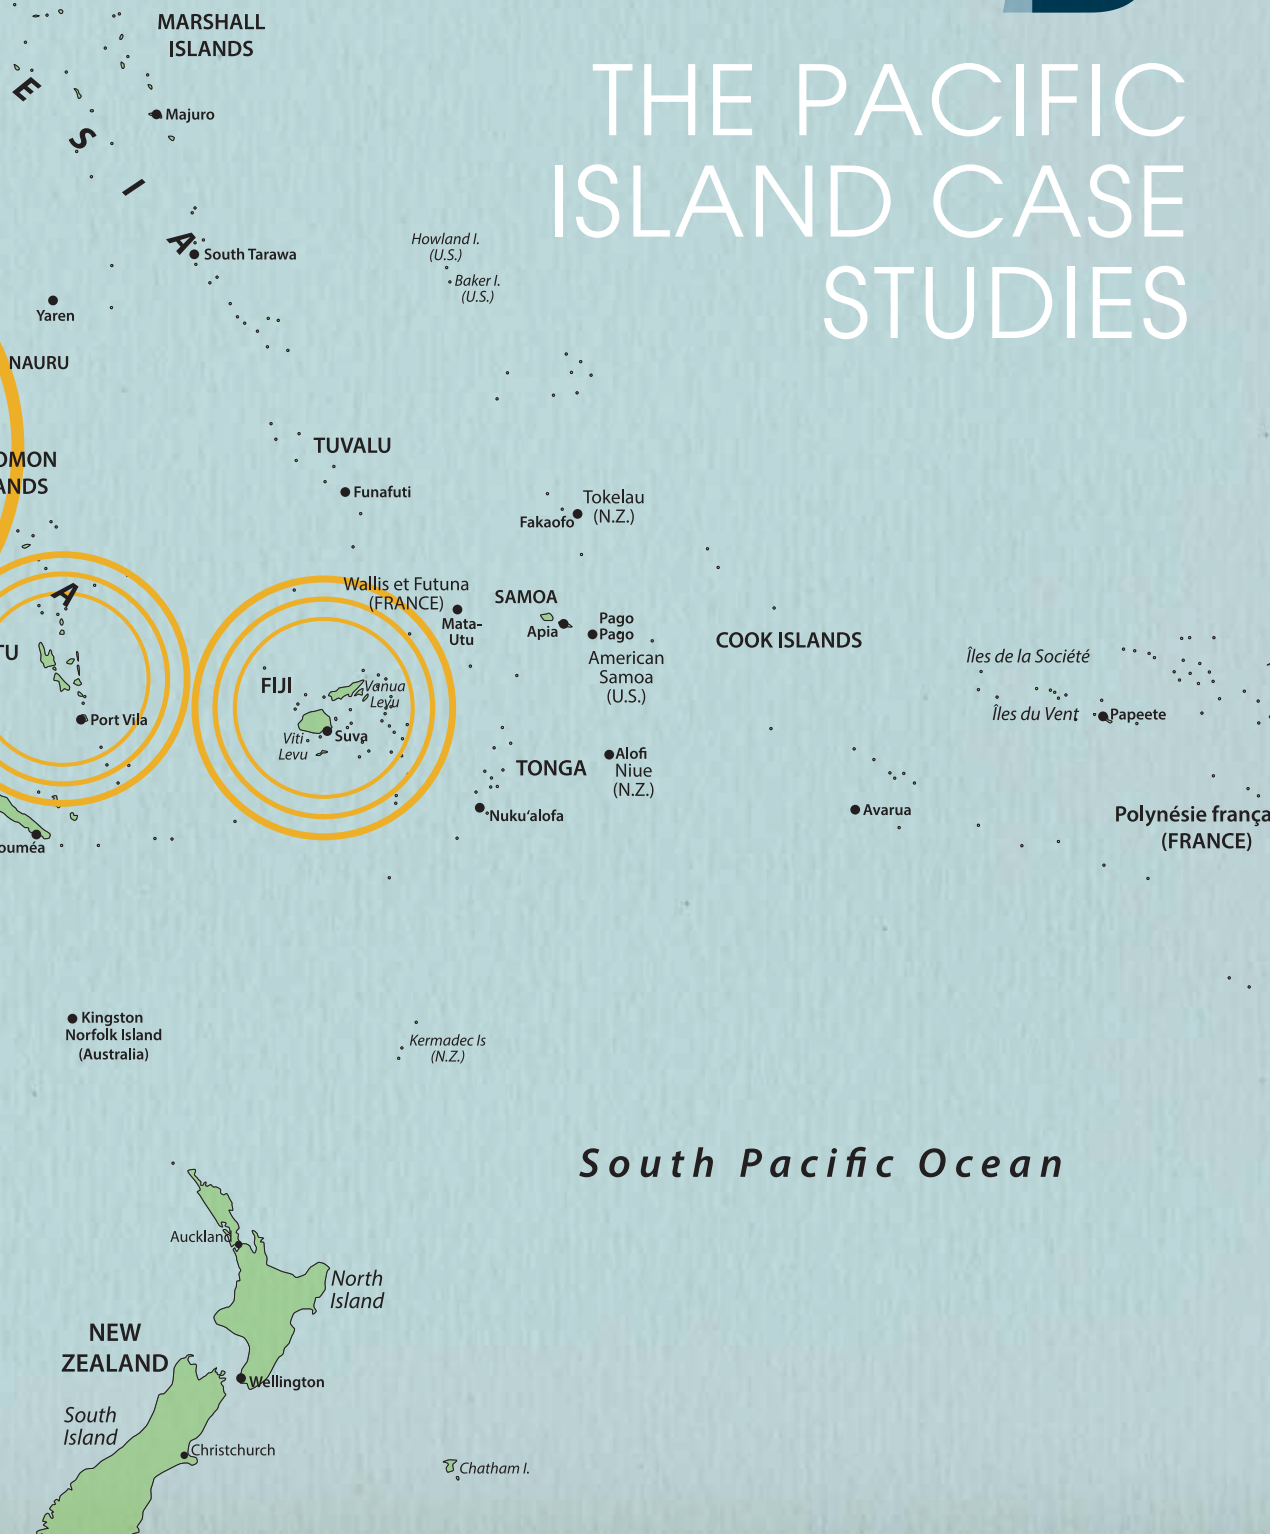 MARSHALL
ISLANDS
THE PACIFIC
ISLAND CASE
STUDIES
E
S
I
A
Majuro
South Tarawa
Howland I.
(U.S.)
Baker I.
(U.S.)
Yaren
NAURU
TUVALU
OMON
ANDS
Funafuti
Tokelau
(N.Z.)
Fakaofo
A
Wallis et Futuna
(FRANCE)
Mata-
Utu
SAMOA
Apia
Pago
Pago
American
Samoa
(U.S.)
COOK ISLANDS
Îles de la Société
Îles du Vent
Papeete
TU
Port Vila
FIJI
Vanua
Levu
Viti
Levu
Suva
TONGA
Alofi
Niue
(N.Z.)
Nuku‘alofa
Avarua
Polynésie frança
(FRANCE)
ouméa
Kingston
Norfolk Island
(Australia)
Kermadec Is
(N.Z.)
South Pacific Ocean
Auckland
North
Island
NEW
ZEALAND
Wellington
South
Island
Christchurch
Chatham I.